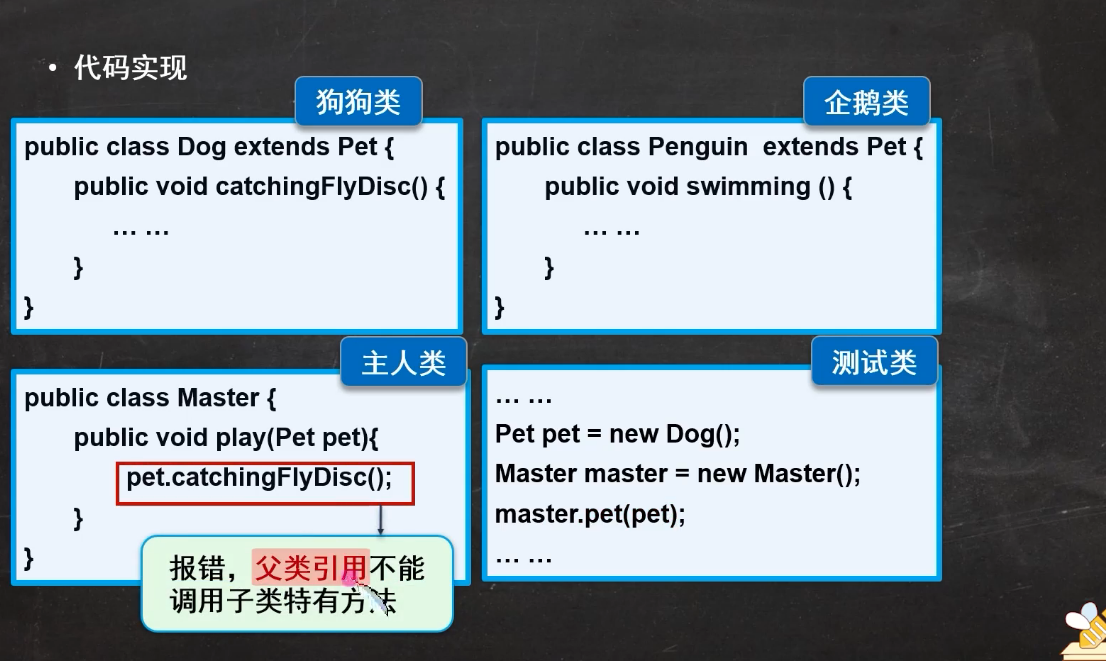 • 代码实现
狗狗类
public class Dog extends Pet {
public void catchingFlyDisc() {
… …
}
}
企鹅类
public class Penguin  extends Pet {
public void swimming () {
… …
}
}
主人类
public class Master {
public void play(Pet pet){
pet.catchingFlyDisc();
}
}
报错，父类引用不能
调用子类特有方法
测试类
… …
Pet pet = new Dog();
Master master = new Master();
master.pet(pet);
… …